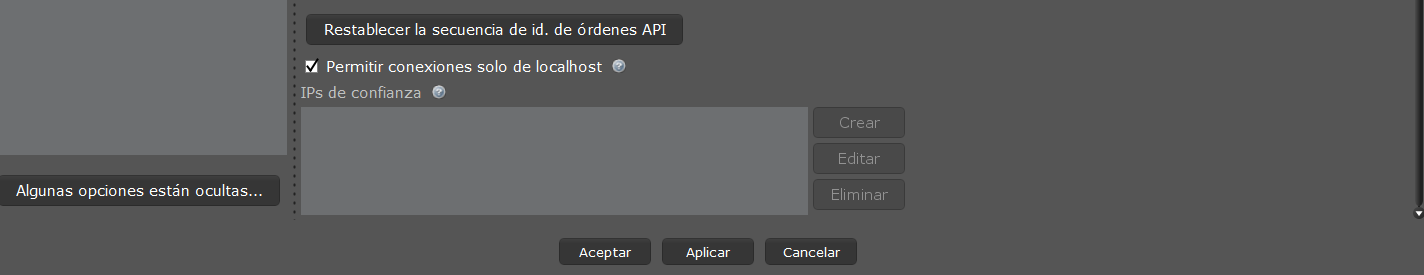 Restablecer la secuencia de id. de órdenes API
Permitir conexiones solo de localhost ?
IPs de confianza ?
Crear
Editar
Eliminar
Algunas opciones están ocultas...
Aceptar Aplicar Cancelar